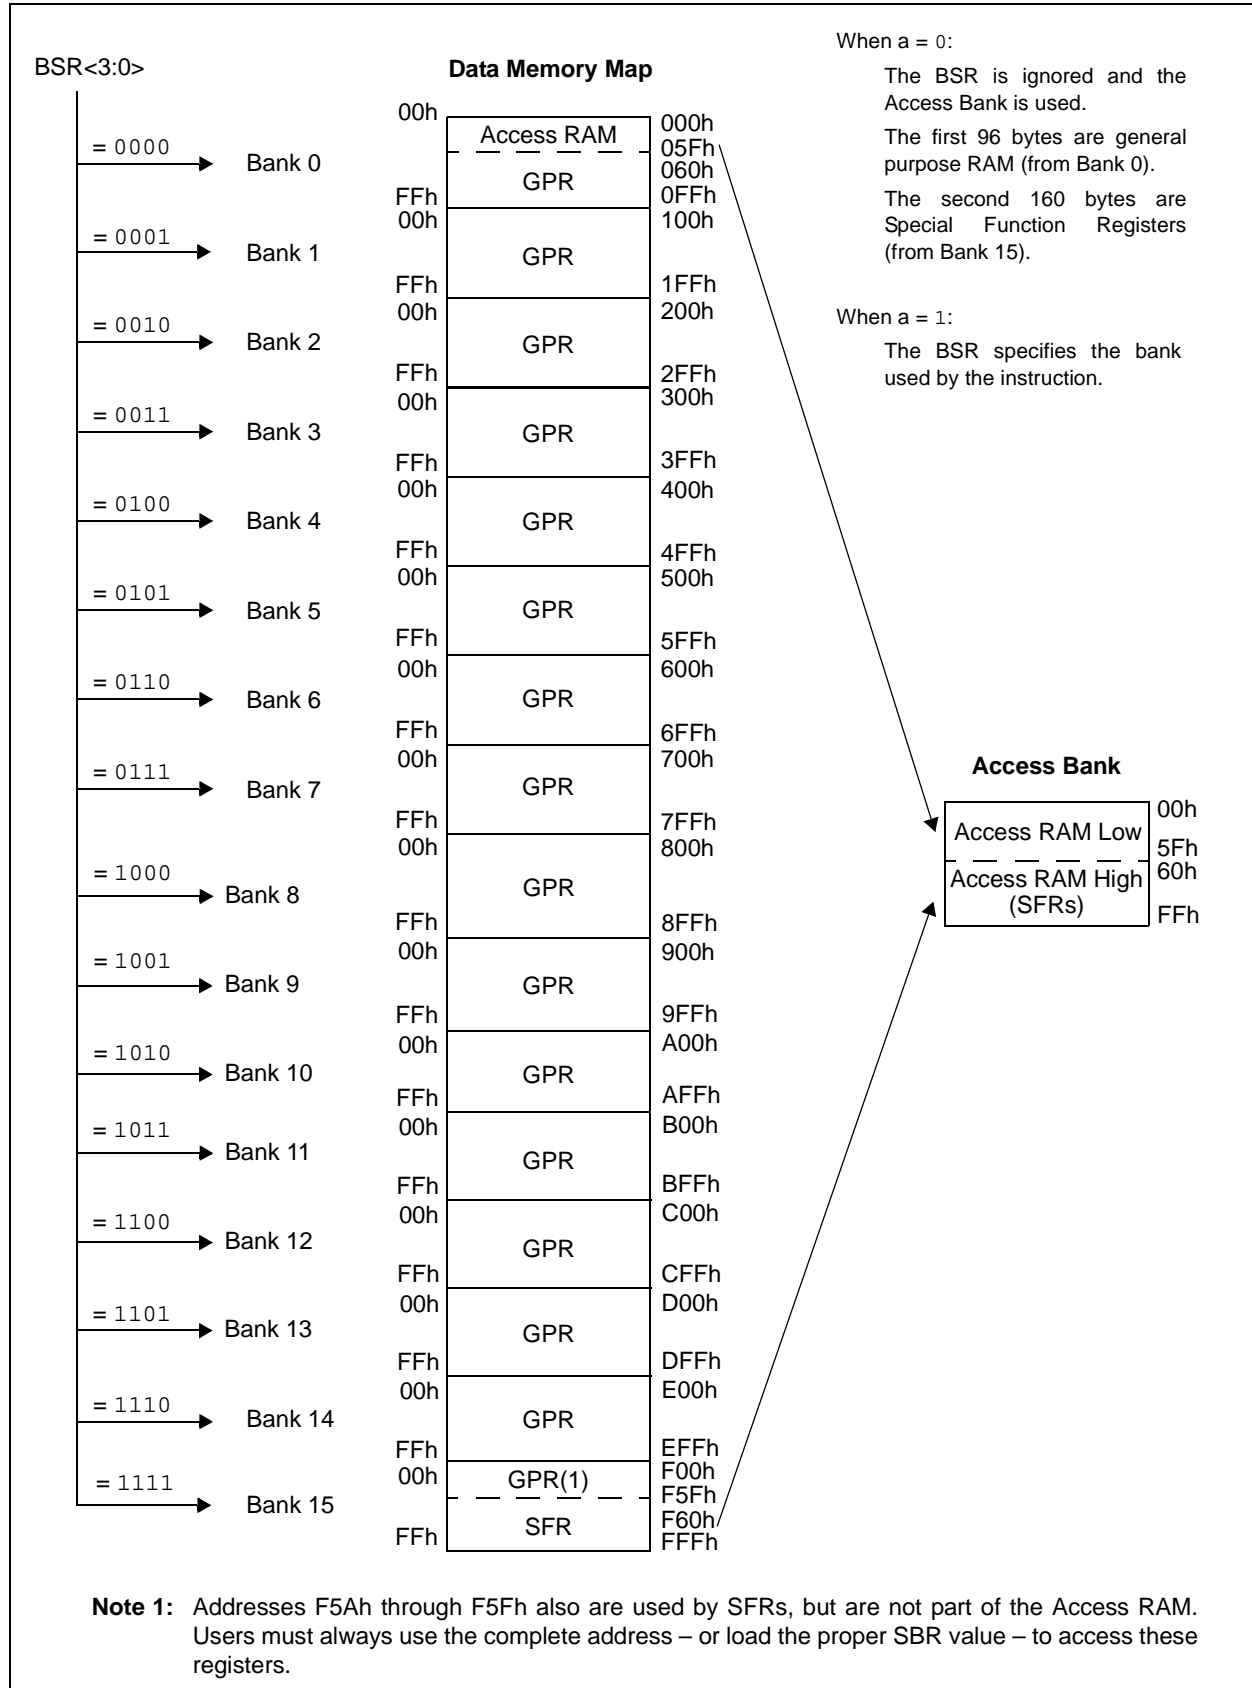 BSR<3:0>
Data Memory Map
When a = 0:
The BSR is ignored and the
Access Bank is used.
The first 96 bytes are general
purpose RAM (from Bank 0).
The second 160 bytes are
Special Function Registers
(from Bank 15).
When a = 1:
The BSR specifies the bank
used by the instruction.
= 0000
Bank 0
00h
Access RAM
000h
05Fh
060h
GPR
FFh
0FFh
= 0001
Bank 1
00h
100h
GPR
FFh
1FFh
= 0010
Bank 2
00h
200h
GPR
FFh
2FFh
= 0011
Bank 3
00h
300h
GPR
FFh
3FFh
= 0100
Bank 4
00h
400h
GPR
FFh
4FFh
= 0101
Bank 5
00h
500h
GPR
FFh
5FFh
= 0110
Bank 6
00h
600h
GPR
FFh
6FFh
= 0111
Bank 7
00h
700h
GPR
FFh
7FFh
= 1000
Bank 8
00h
800h
GPR
FFh
8FFh
= 1001
Bank 9
00h
900h
GPR
FFh
9FFh
= 1010
Bank 10
00h
A00h
GPR
FFh
AFFh
= 1011
Bank 11
00h
B00h
GPR
FFh
BFFh
= 1100
Bank 12
00h
C00h
GPR
FFh
CFFh
= 1101
Bank 13
00h
D00h
GPR
FFh
DFFh
= 1110
Bank 14
00h
E00h
GPR
FFh
EFFh
= 1111
Bank 15
00h
F00h
GPR(1)
F5Fh
F60h
SFR
FFh
FFFh
Access Bank
Access RAM Low
00h
5Fh
Access RAM High
(SFRs)
60h
FFh
Note 1: Addresses F5Ah through F5Fh also are used by SFRs, but are not part of the Access RAM.
Users must always use the complete address – or load the proper SBR value – to access these
registers.